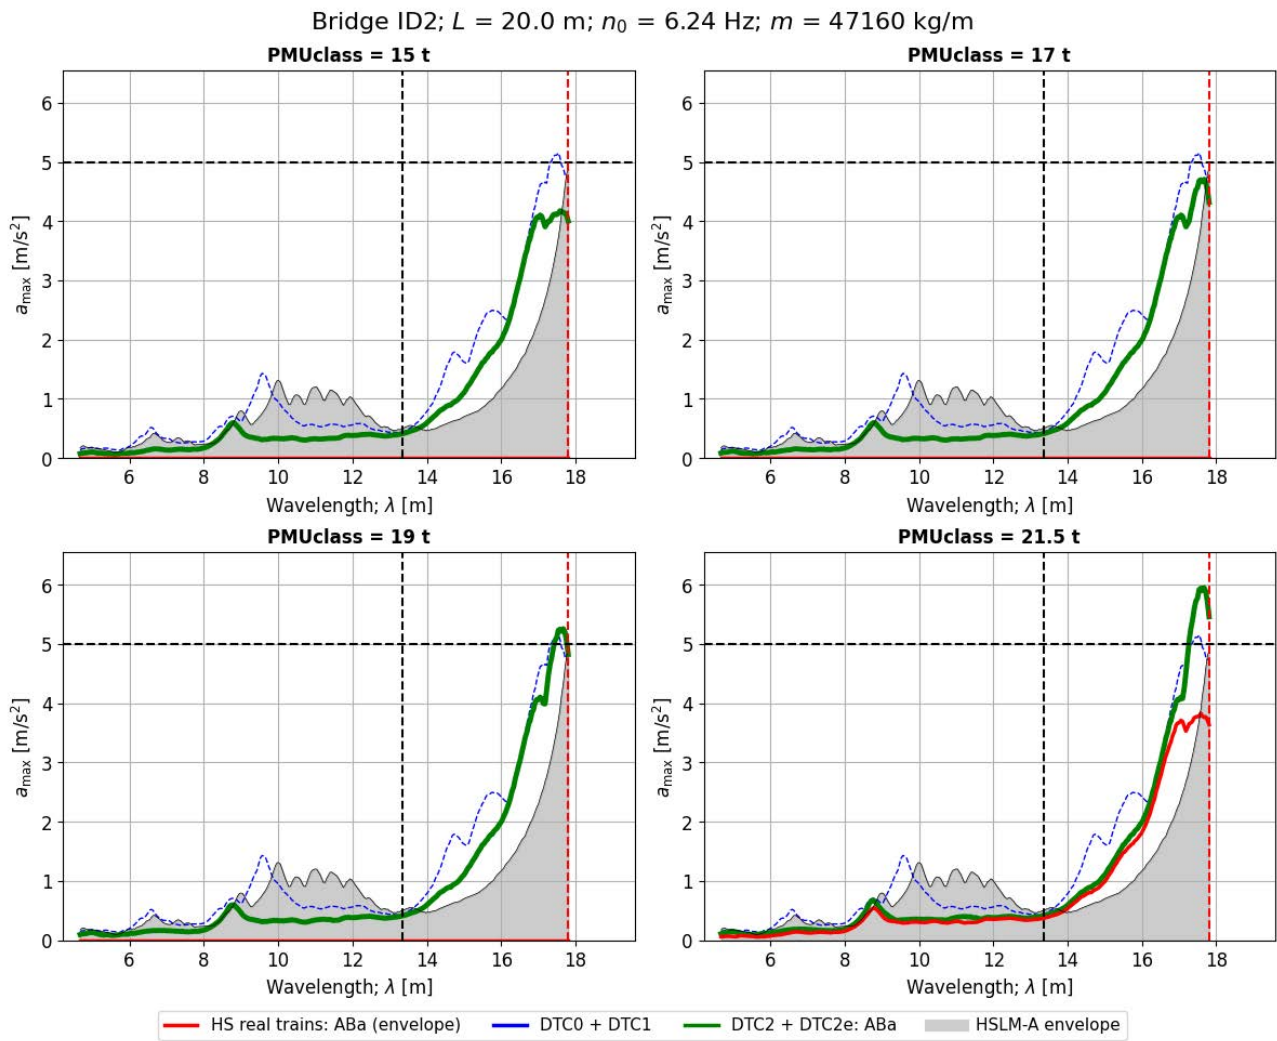 Bridge ID2; L = 20.0 m; n₀ = 6.24 Hz; m = 47160 kg/m
PMUclass = 15 t
PMUclass = 17 t
6
5
4
3
2
1
0
a_max [m/s²]
6 8 10 12 14 16 18
Wavelength; λ [m]
6
5
4
3
2
1
0
a_max [m/s²]
6 8 10 12 14 16 18
Wavelength; λ [m]
PMUclass = 19 t
PMUclass = 21.5 t
6
5
4
3
2
1
0
a_max [m/s²]
6 8 10 12 14 16 18
Wavelength; λ [m]
6
5
4
3
2
1
0
a_max [m/s²]
6 8 10 12 14 16 18
Wavelength; λ [m]
HS real trains: ABa (envelope) DTC0 + DTC1 DTC2 + DTC2e: ABa HSLM-A envelope